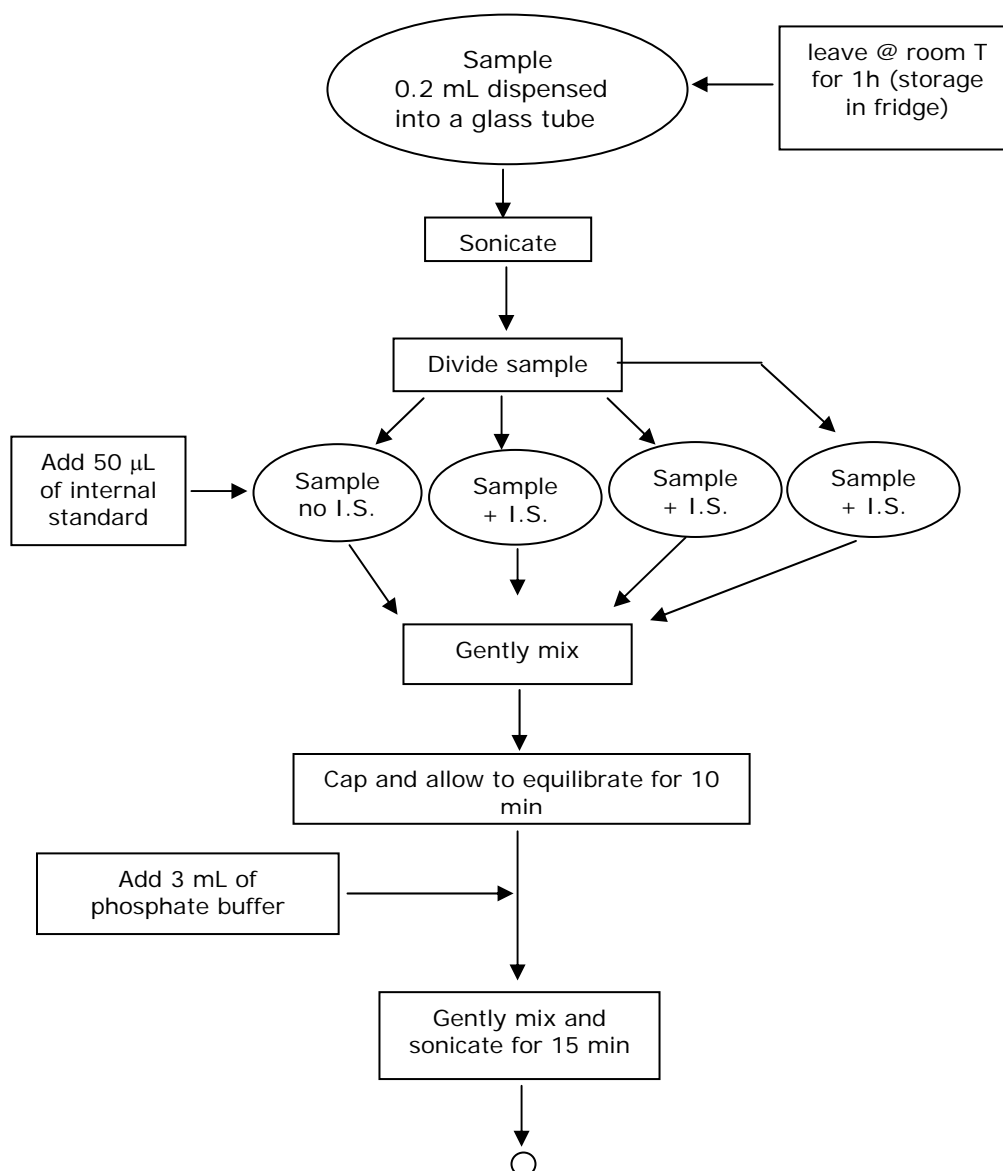 Sample
0.2 mL dispensed
into a glass tube
leave @ room T
for 1h (storage
in fridge)
Sonicate
Divide sample
Add 50 μL
of internal
standard
Sample
no I.S.
Sample
+ I.S.
Sample
+ I.S.
Sample
+ I.S.
Gently mix
Cap and allow to equilibrate for 10
min
Add 3 mL of
phosphate buffer
Gently mix and
sonicate for 15 min